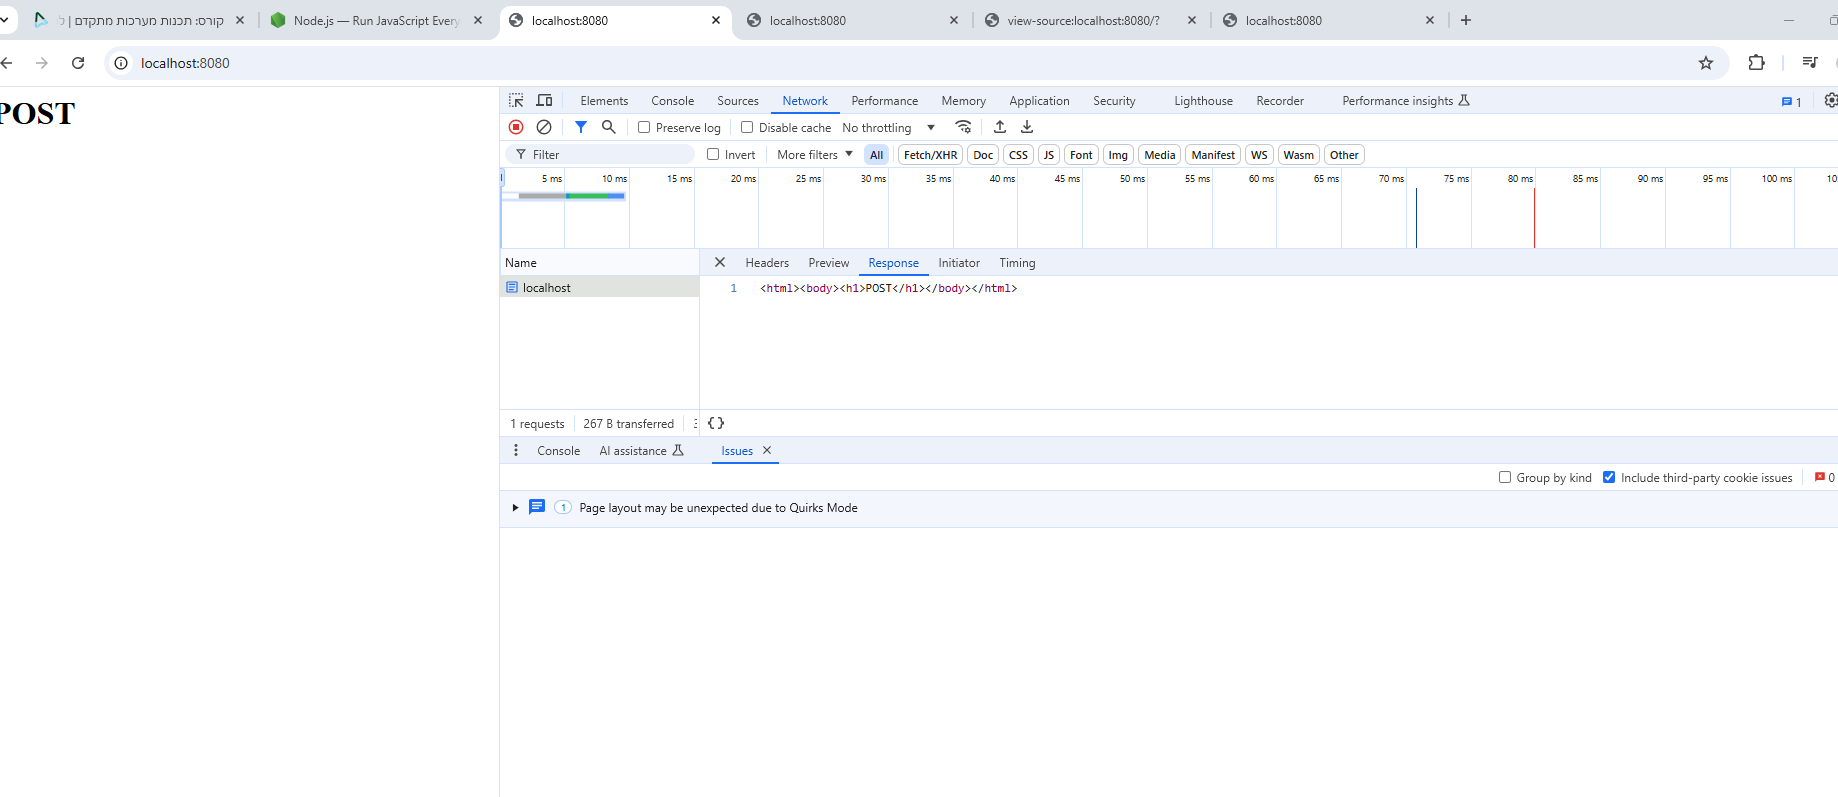 קורס: תכנות מערכות מתקדם | ל
Node.js — Run JavaScript Every
localhost:8080
localhost:8080
view-source:localhost:8080/?
localhost:8080
localhost:8080
POST
Elements Console Sources Network Performance Memory Application Security Lighthouse Recorder Performance insights 1
Preserve log Disable cache No throttling
Filter Invert More filters All Fetch/XHR Doc CSS JS Font Img Media Manifest WS Wasm Other
5 ms 10 ms 15 ms 20 ms 25 ms 30 ms 35 ms 40 ms 45 ms 50 ms 55 ms 60 ms 65 ms 70 ms 75 ms 80 ms 85 ms 90 ms 95 ms 100 ms 10
Name
Headers Preview Response Initiator Timing
localhost
1 <html><body><h1>POST</h1></body></html>
1 requests 267 B transferred { }
Console AI assistance Issues
Group by kind Include third-party cookie issues 0
1 Page layout may be unexpected due to Quirks Mode